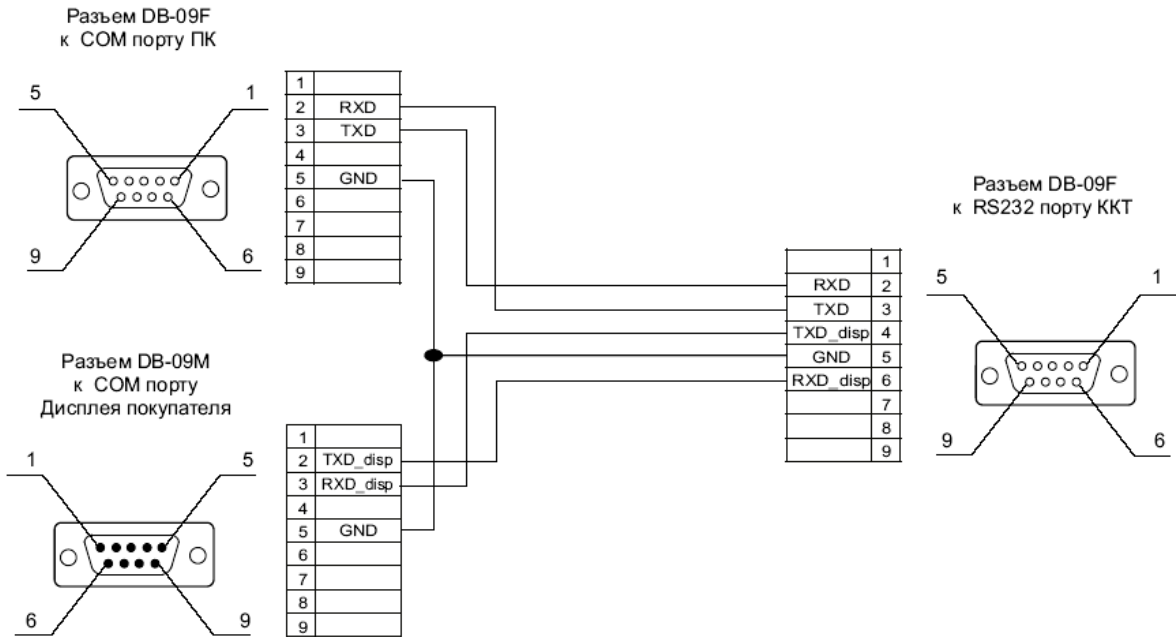 Разъем DB-09F
к COM порту ПК
5
1
9
6
1
2 RXD
3 TXD
4
5 GND
6
7
8
9
Разъем DB-09F
к RS232 порту ККТ
1
RXD 2
TXD 3
TXD_disp 4
GND 5
RXD_disp 6
7
8
9
5
1
9
6
Разъем DB-09M
к COM порту
Дисплея покупателя
1
5
6
9
1
2 TXD_disp
3 RXD_disp
4
5 GND
6
7
8
9